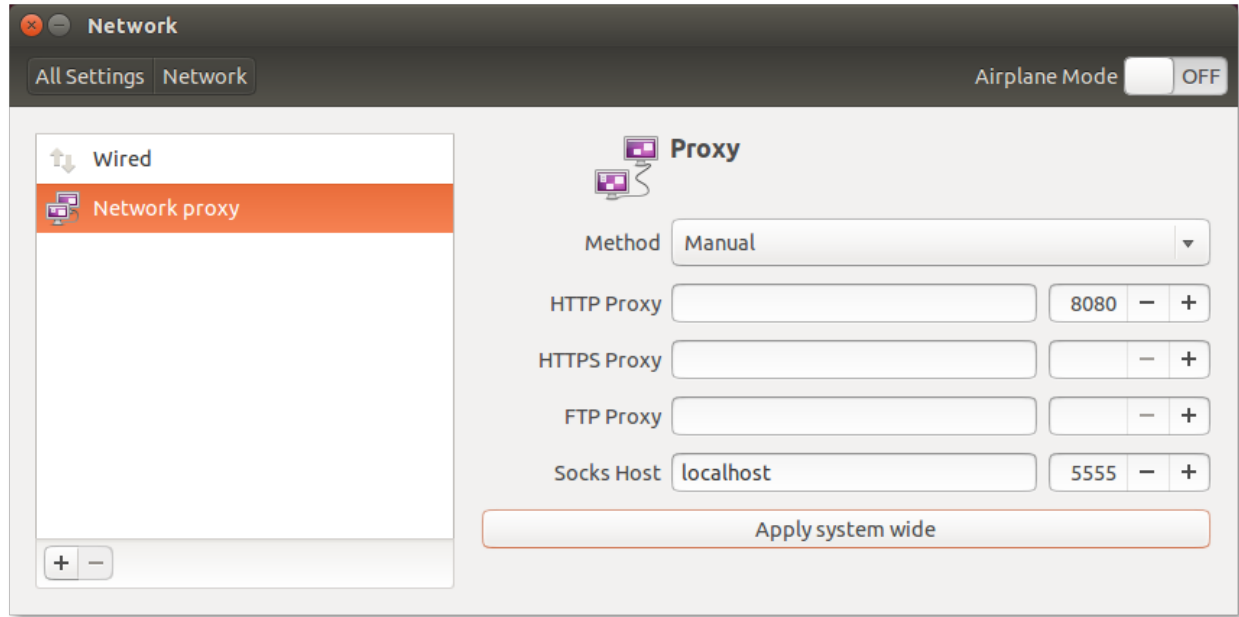 Network
All Settings Network Airplane Mode OFF
Wired
Network proxy
Proxy
Method Manual
HTTP Proxy 8080 − +
HTTPS Proxy − +
FTP Proxy − +
Socks Host localhost 5555 − +
Apply system wide
+ −